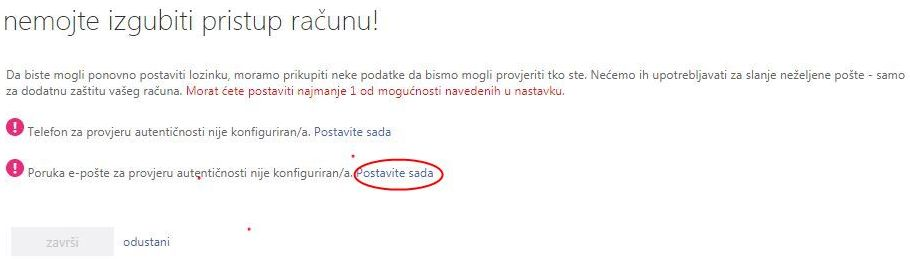 nemojte izgubiti pristup računu!
Da biste mogli ponovno postaviti lozinku, moramo prikupiti neke podatke da bismo mogli provjeriti tko ste. Nećemo ih upotrebljavati za slanje neželjene pošte - samo
za dodatnu zaštitu vašeg računa. Morat ćete postaviti najmanje 1 od mogućnosti navedenih u nastavku.
Telefon za provjeru autentičnosti nije konfiguriran/a. Postavite sada
Poruka e-pošte za provjeru autentičnosti nije konfiguriran/a. Postavite sada
završi odustani